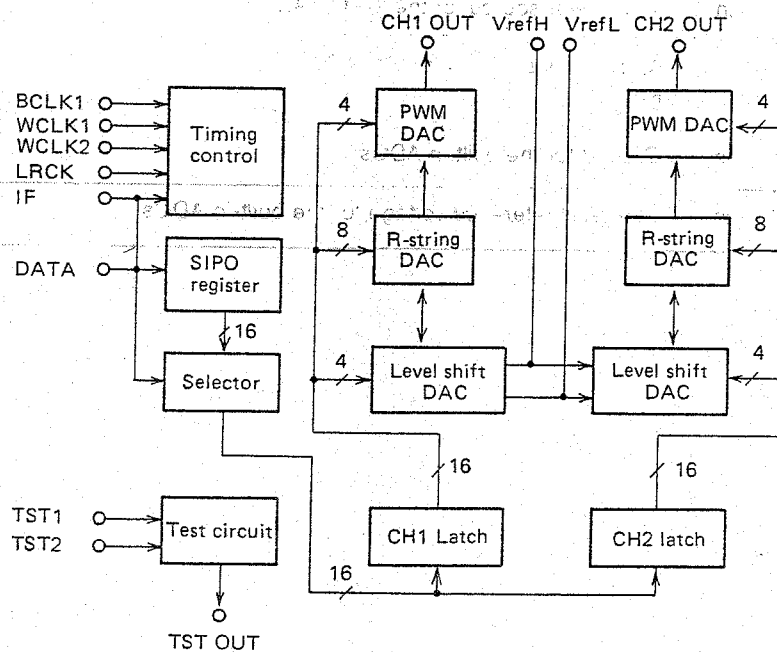 CH1 OUT
VrefH
VrefL
CH2 OUT
BCLK1
WCLK1
WCLK2
LRCK
IF
DATA
Timing
control
SIPO
register
16
Selector
4
PWM
DAC
8
R-string
DAC
4
Level shift
DAC
PWM DAC
4
R-string
DAC
8
Level shift
DAC
4
16
16
CH1 Latch
CH2 latch
16
TST1
TST2
Test circuit
TST OUT